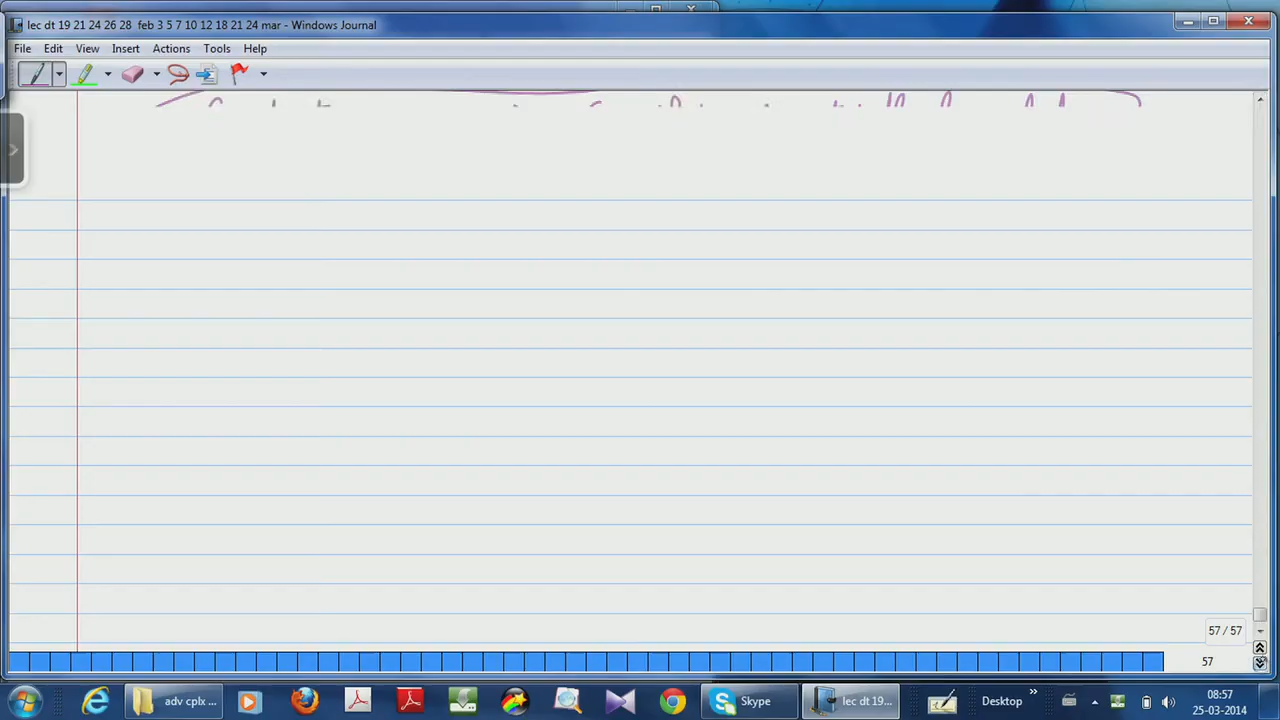 lec dt 19 21 24 26 28 feb 3 5 7 10 12 18 21 24 mar - Windows Journal
File Edit View Insert Actions Tools Help
57 / 57
57
adv cplx ...
Skype
lec dt 19...
Desktop
08:57
25-03-2014